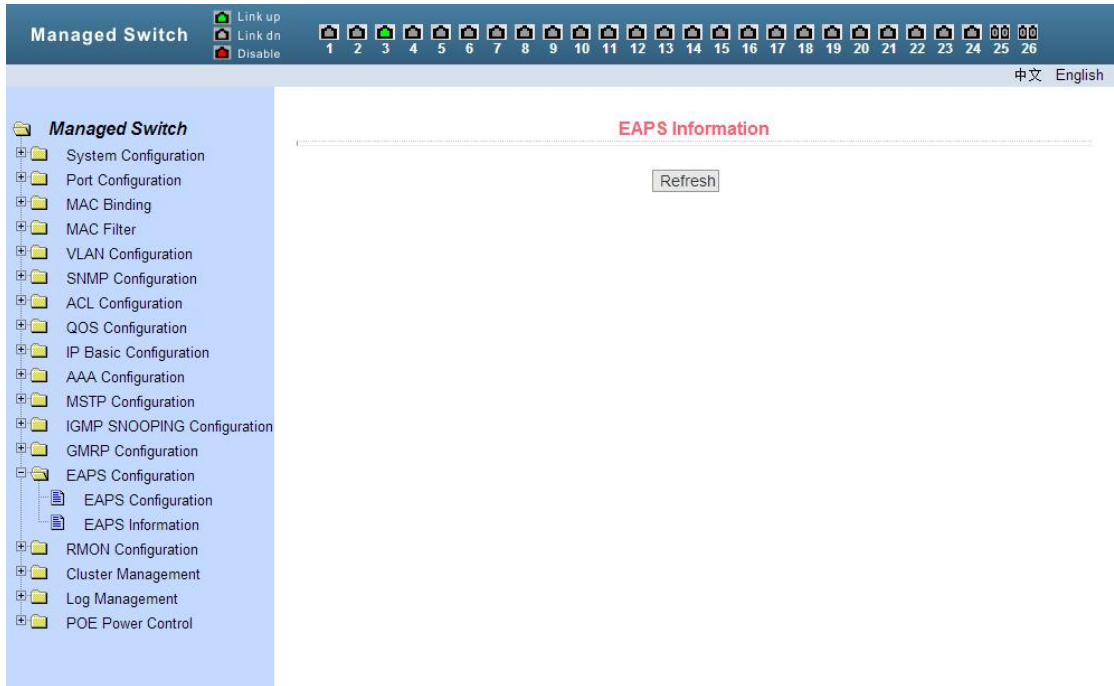 Managed Switch
Link up
Link dn
Disable
1 2 3 4 5 6 7 8 9 10 11 12 13 14 15 16 17 18 19 20 21 22 23 24 25 26
中文 English
Managed Switch
System Configuration
Port Configuration
MAC Binding
MAC Filter
VLAN Configuration
SNMP Configuration
ACL Configuration
QOS Configuration
IP Basic Configuration
AAA Configuration
MSTP Configuration
IGMP SNOOPING Configuration
GMRP Configuration
EAPS Configuration
EAPS Configuration
EAPS Information
RMON Configuration
Cluster Management
Log Management
POE Power Control
EAPS Information
Refresh